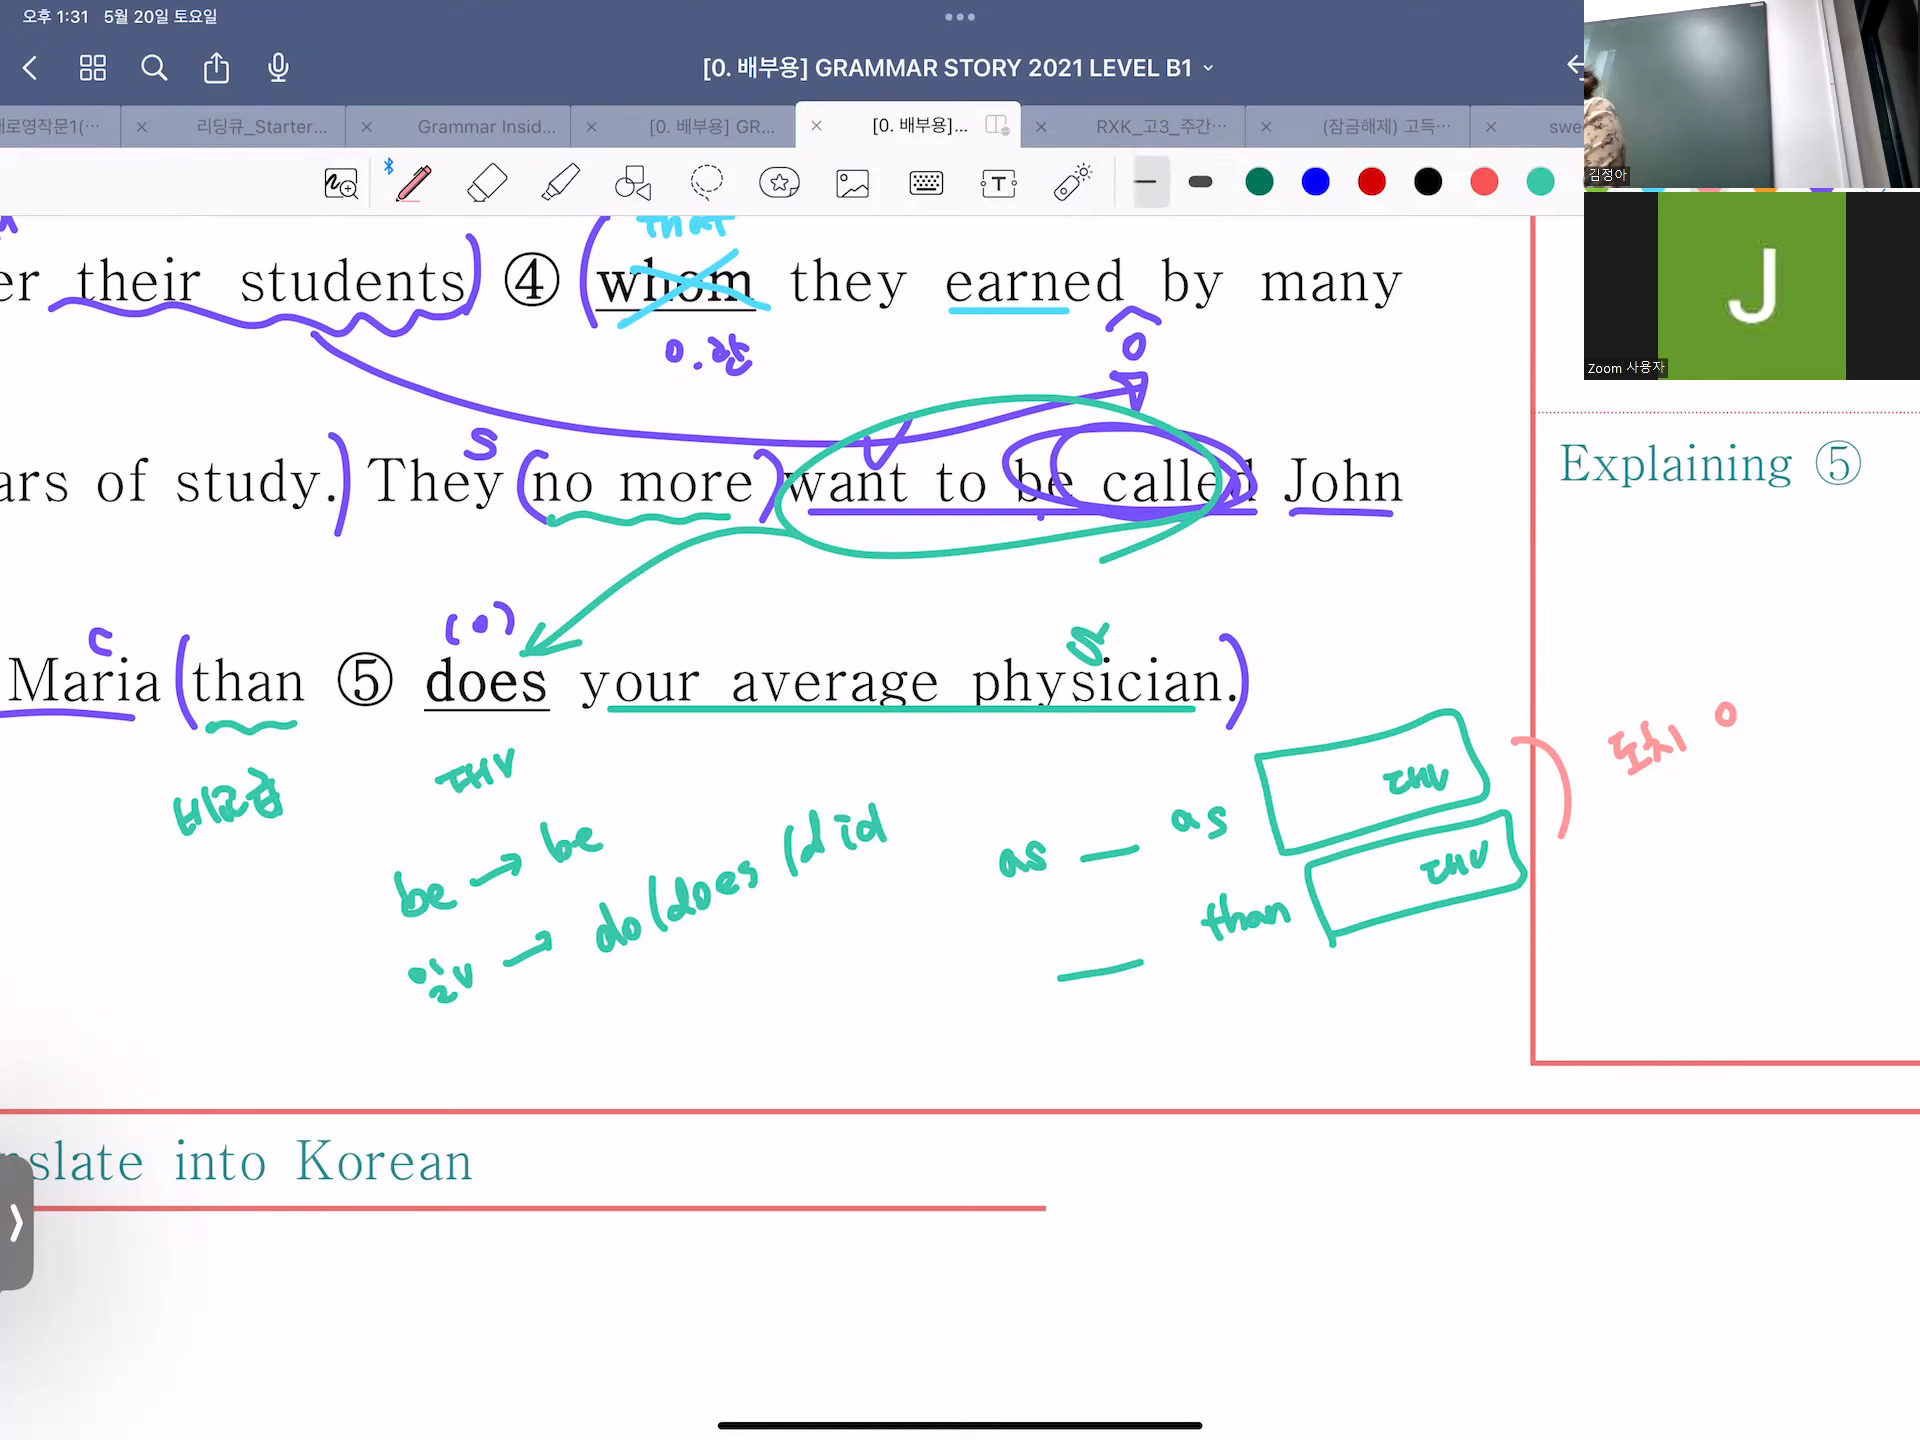 오후 1:31 5월 20일 토요일
[0. 배부용] GRAMMAR STORY 2021 LEVEL B1
리딩큐_Starter...
Grammar Insid...
[0. 배부용] GR...
[0. 배부용]...
RXK_고3_주간...
(잠금해제) 고득...
swe
김정아
J
Zoom 사용자
that
er their students) ④ (whom they earned by many
o.관
o
S
ars of study.) They (no more) want to be called John
Explaining ⑤
c
(o)
S
Maria (than ⑤ does your average physician.)
비교급
대V
be → be
일V → do/does/did
as — as 대V
— than 대V
도치 o
nslate into Korean